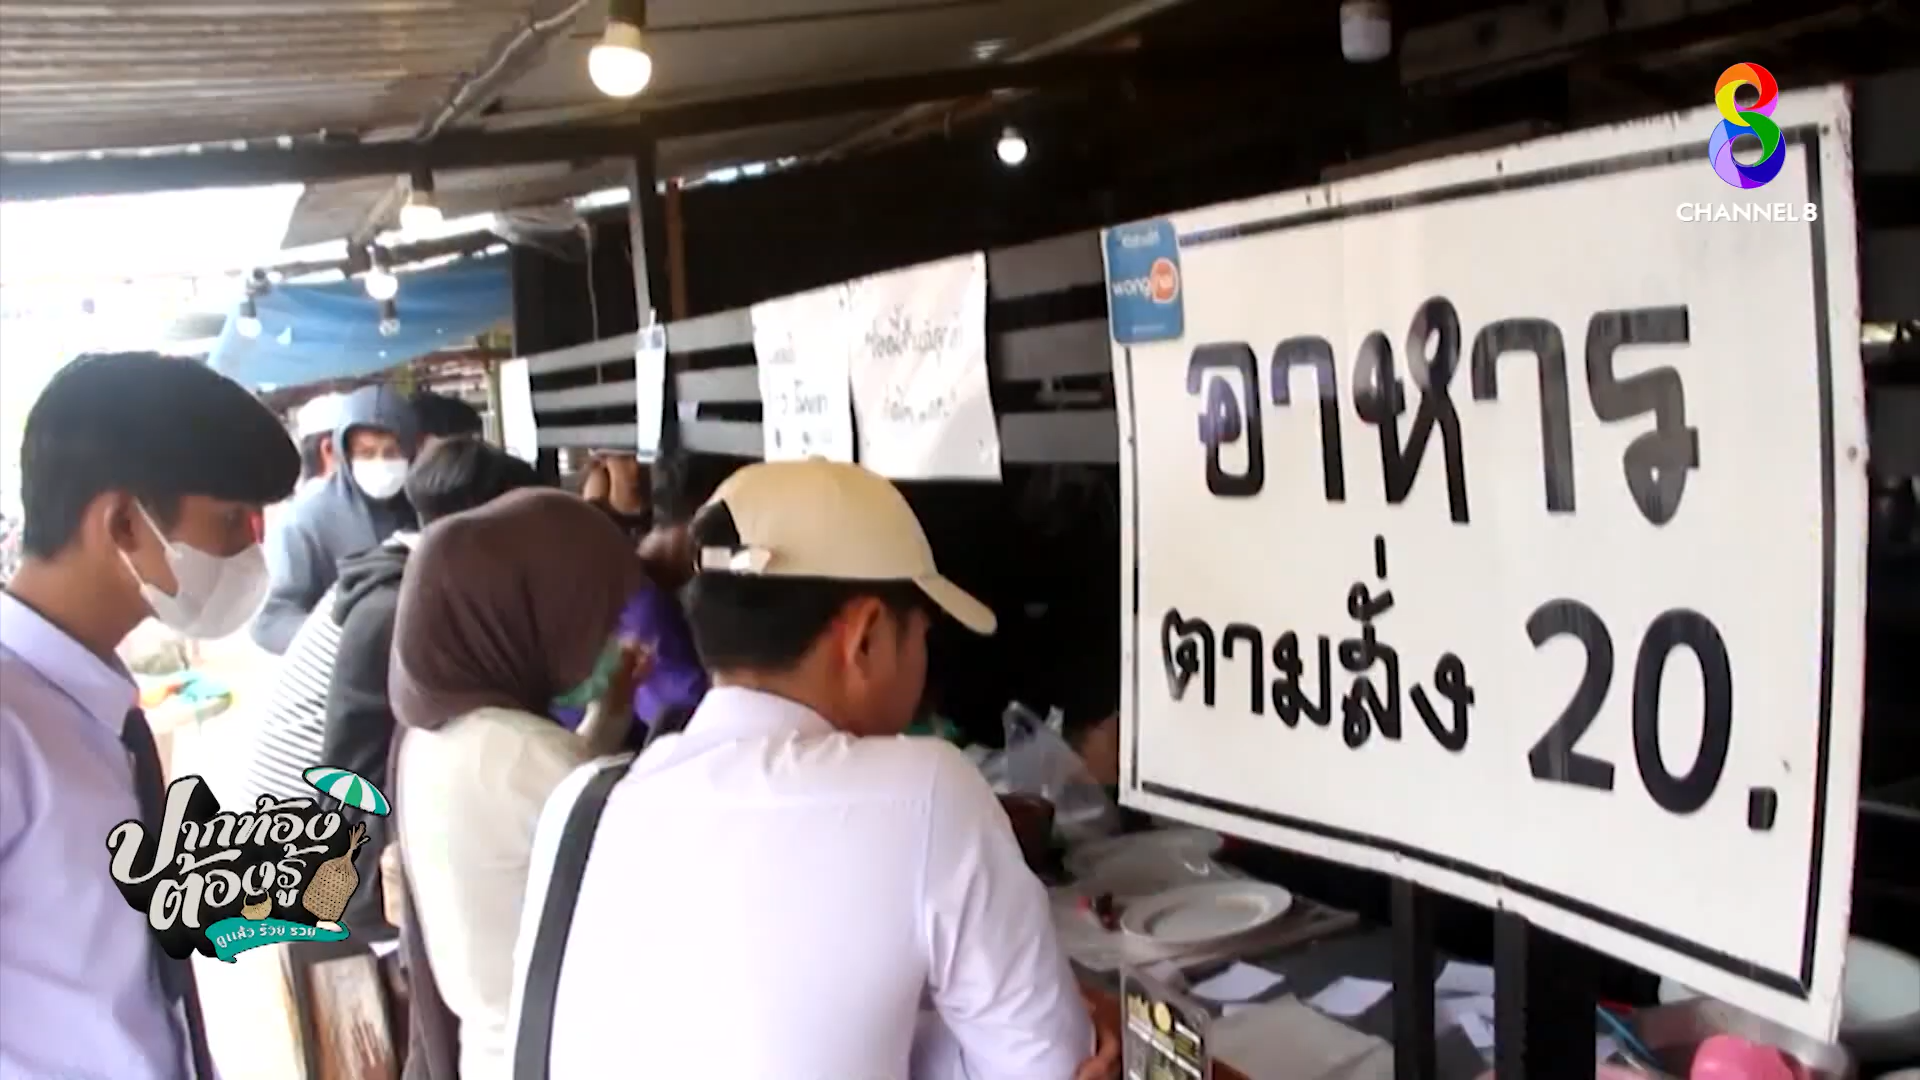 CHANNEL 8
wongnai
อาหาร
ตามสั่ง 20.
ปากท้อง
ต้องรู้
ดูแล้ว รวย รวย